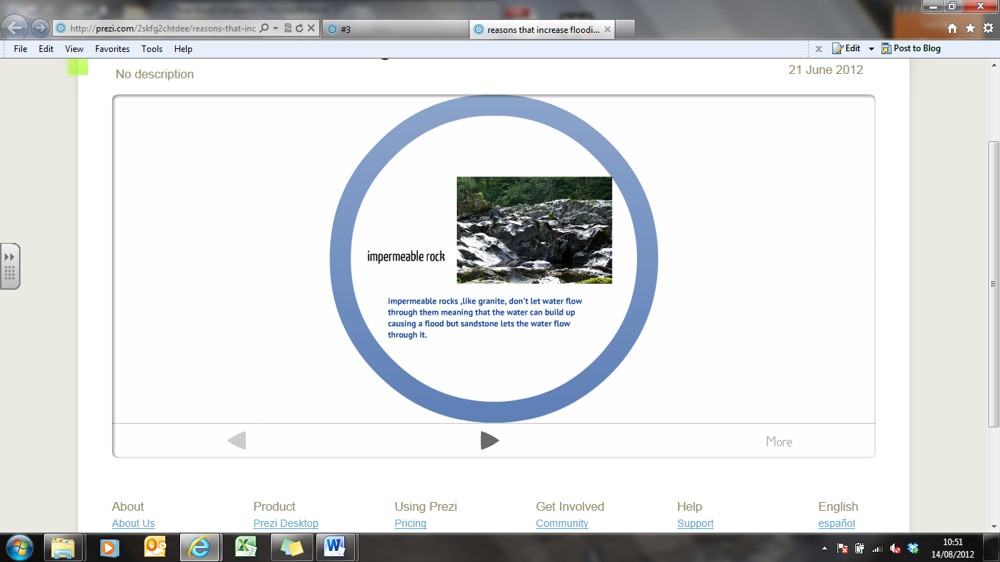 http://prezi.com/2skfg2chtdee/reasons-that-inc
#3
reasons that increase floodi...
File Edit View Favorites Tools Help
Edit
Post to Blog
No description
21 June 2012
impermeable rock
impermeable rocks ,like granite, don't let water flow
through them meaning that the water can build up
causing a flood but sandstone lets the water flow
through it.
More
About Product Using Prezi Get Involved Help English
About Us Prezi Desktop Pricing Community Support español
10:51
14/08/2012